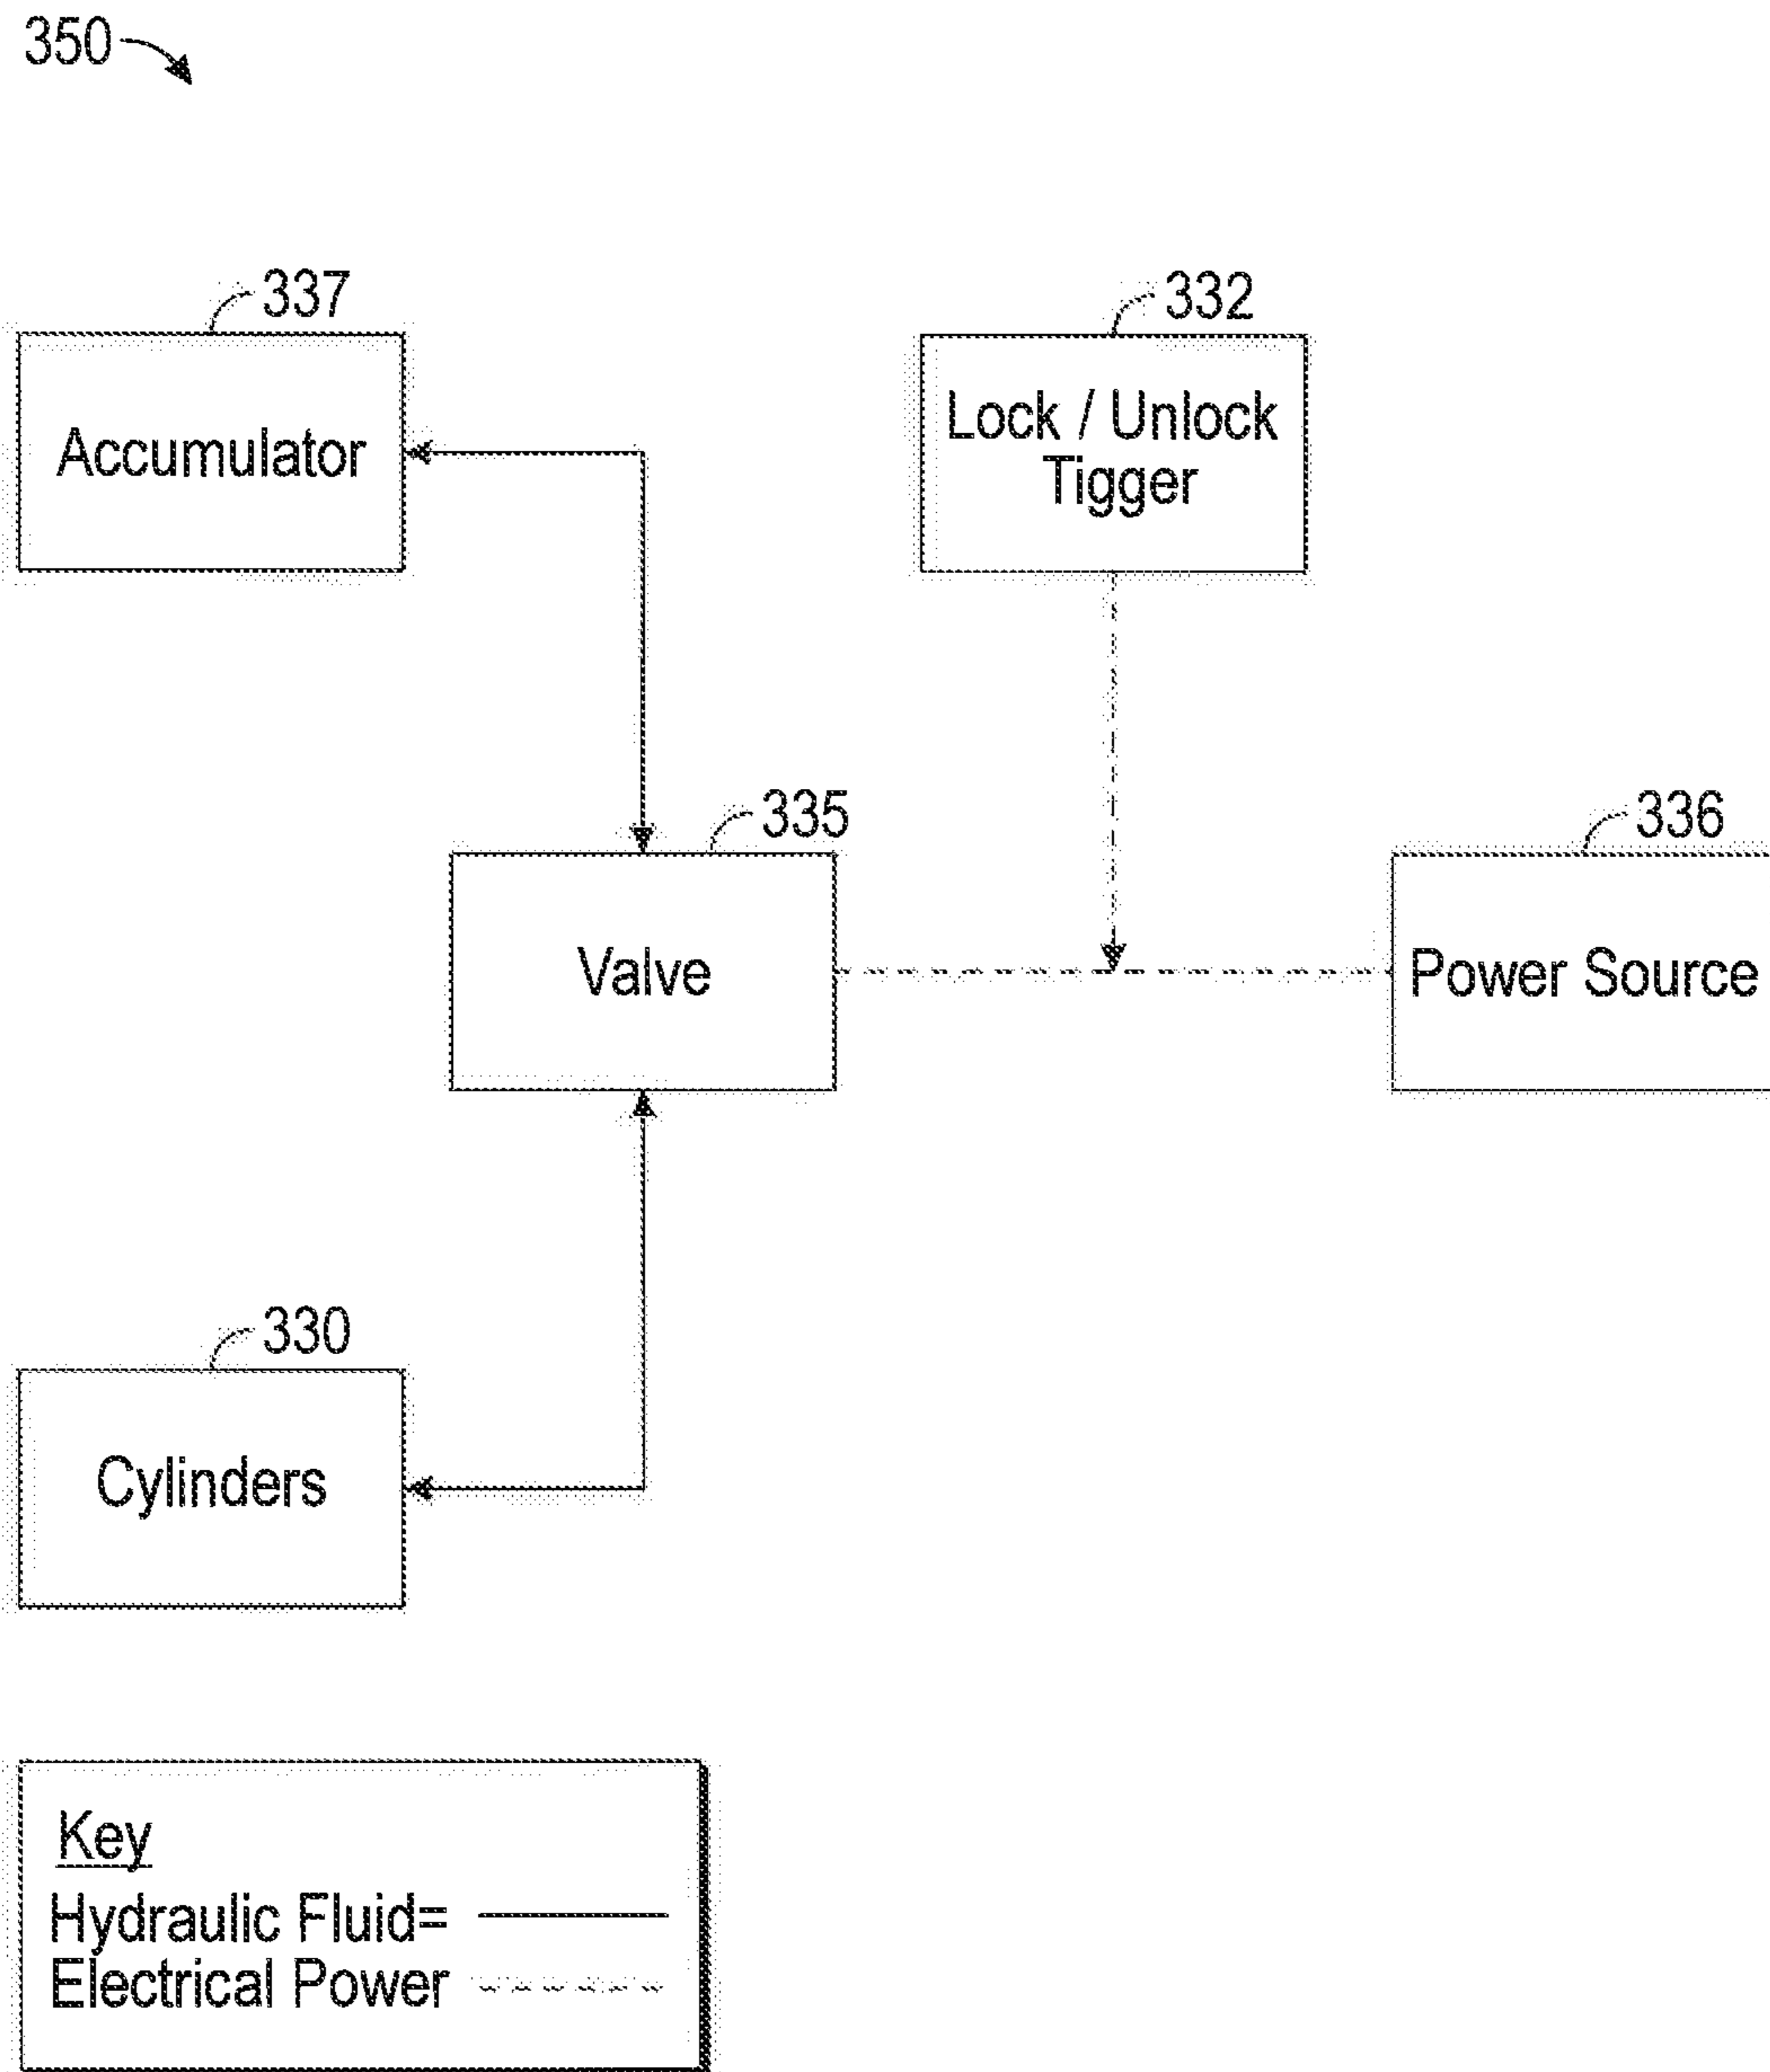 350
337
332
Accumulator
Lock / Unlock
Tigger
335
336
Valve
Power Source
330
Cylinders
Key
Hydraulic Fluid=
Electrical Power